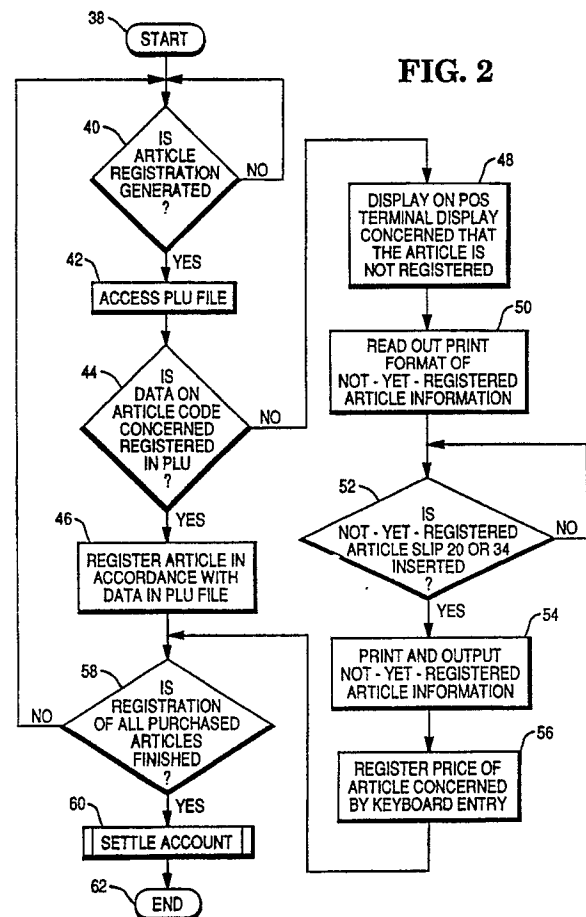 FIG. 2
38
START
40
IS
ARTICLE
REGISTRATION
GENERATED
?
NO
YES
42
ACCESS PLU FILE
44
IS
DATA ON
ARTICLE CODE
CONCERNED
REGISTERED
IN PLU
?
NO
YES
46
REGISTER ARTICLE IN
ACCORDANCE WITH
DATA IN PLU FILE
58
IS
REGISTRATION
OF ALL PURCHASED
ARTICLES
FINISHED
?
NO
YES
60
SETTLE ACCOUNT
62
END
48
DISPLAY ON POS
TERMINAL DISPLAY
CONCERNED THAT
THE ARTICLE IS
NOT REGISTERED
50
READ OUT PRINT
FORMAT OF
NOT - YET - REGISTERED
ARTICLE INFORMATION
52
IS
NOT - YET - REGISTERED
ARTICLE SLIP 20 OR 34
INSERTED
?
NO
YES
54
PRINT AND OUTPUT
NOT - YET - REGISTERED
ARTICLE INFORMATION
56
REGISTER PRICE OF
ARTICLE CONCERNED
BY KEYBOARD ENTRY